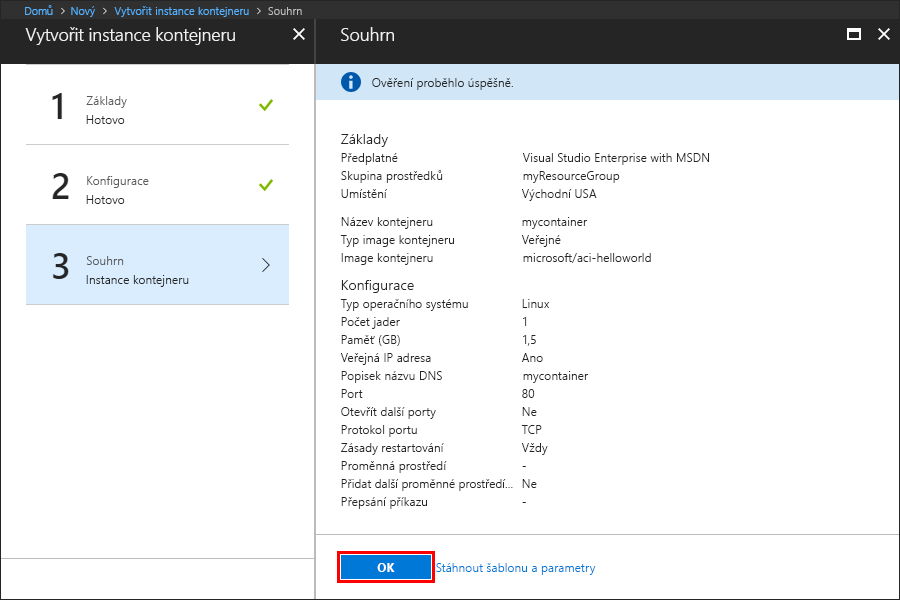 Domů > Nový > Vytvořit instance kontejneru > Souhrn
Vytvořit instance kontejneru
1
Základy
Hotovo
2
Konfigurace
Hotovo
3
Souhrn
Instance kontejneru
Souhrn
Ověření proběhlo úspěšně.
Základy
Předplatné Visual Studio Enterprise with MSDN
Skupina prostředků myResourceGroup
Umístění Východní USA
Název kontejneru mycontainer
Typ image kontejneru Veřejné
Image kontejneru microsoft/aci-helloworld
Konfigurace
Typ operačního systému Linux
Počet jader 1
Paměť (GB) 1,5
Veřejná IP adresa Ano
Popisek názvu DNS mycontainer
Port 80
Otevřít další porty Ne
Protokol portu TCP
Zásady restartování Vždy
Proměnná prostředí -
Přidat další proměnné prostředí... Ne
Přepsání příkazu -
OK Stáhnout šablonu a parametry